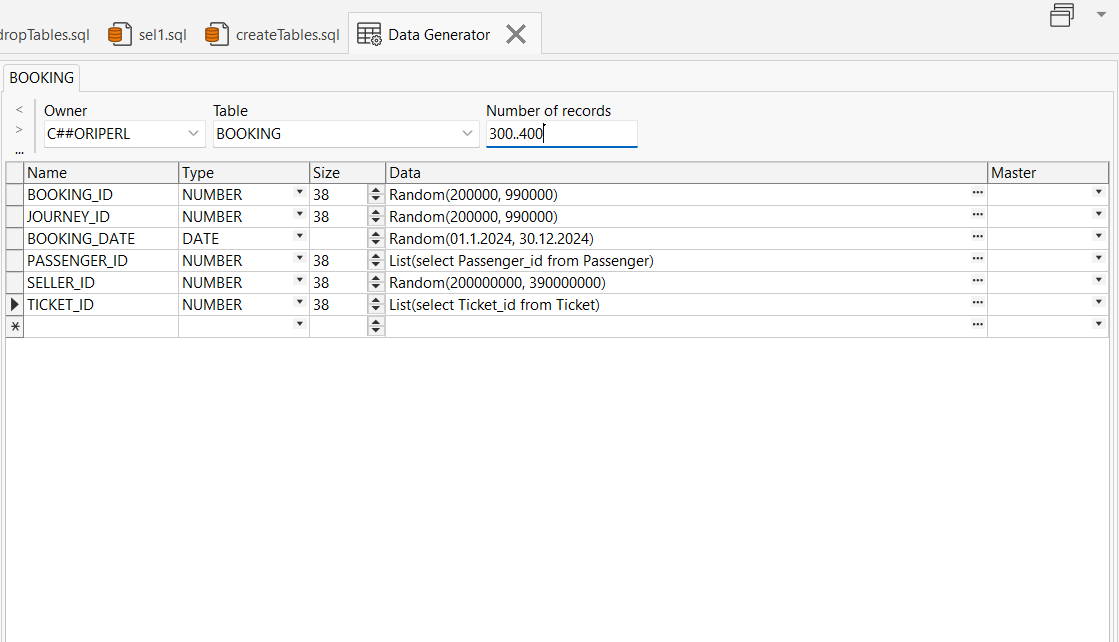 dropTables.sql sel1.sql createTables.sql Data Generator
BOOKING
Owner Table Number of records
C##ORIPERL BOOKING 300..400
Name Type Size Data Master
BOOKING_ID NUMBER 38 Random(200000, 990000)
JOURNEY_ID NUMBER 38 Random(200000, 990000)
BOOKING_DATE DATE Random(01.1.2024, 30.12.2024)
PASSENGER_ID NUMBER 38 List(select Passenger_id from Passenger)
SELLER_ID NUMBER 38 Random(200000000, 390000000)
TICKET_ID NUMBER 38 List(select Ticket_id from Ticket)